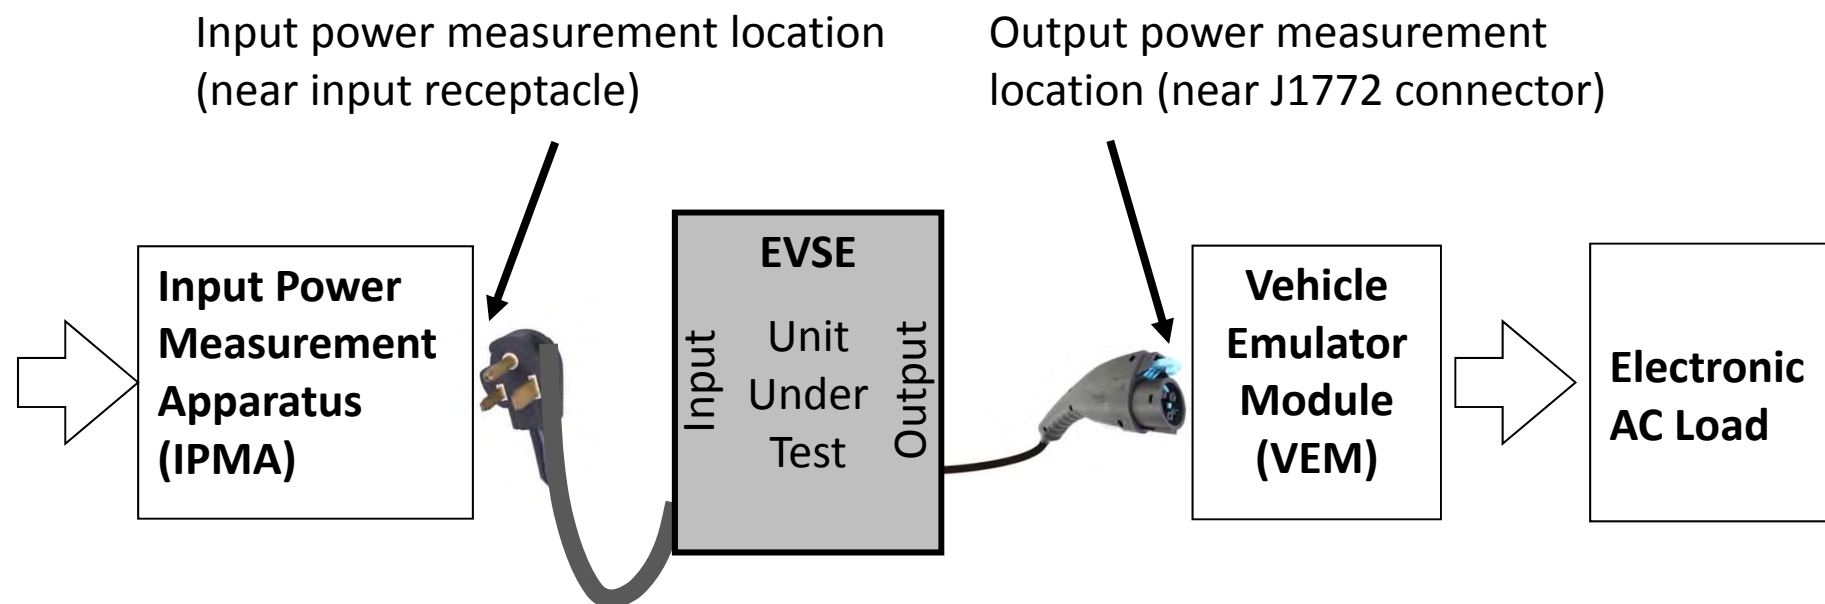 Input power measurement location
(near input receptacle)
Output power measurement
location (near J1772 connector)
Input Power
Measurement
Apparatus
(IPMA)
EVSE
Input
Unit
Under
Test
Output
Vehicle
Emulator
Module
(VEM)
Electronic
AC Load